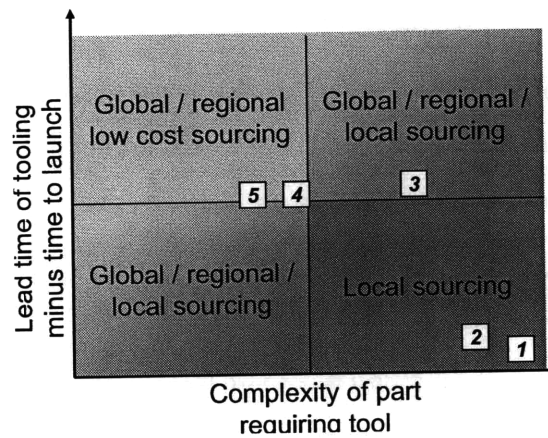 Lead time of tooling
minus time to launch
Global / regional
low cost sourcing
Global / regional /
local sourcing
5
4
3
Global / regional /
local sourcing
Local sourcing
2
1
Complexity of part
requiring tool